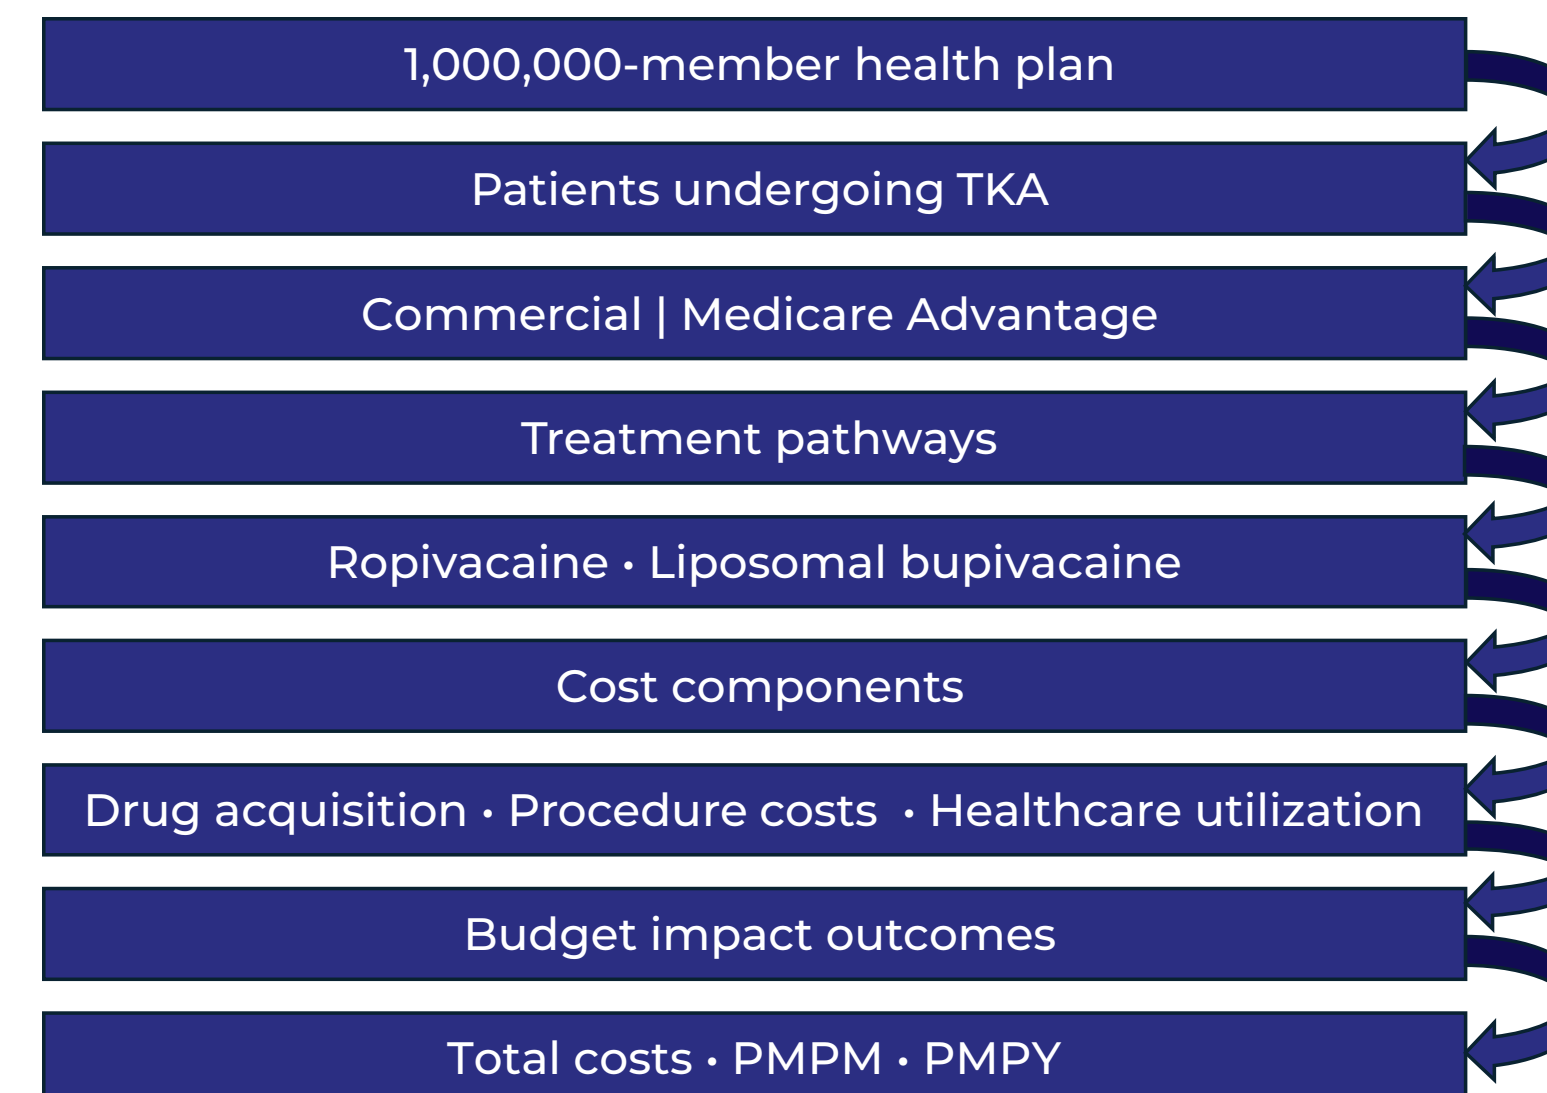 1,000,000-member health plan
Patients undergoing TKA
Commercial | Medicare Advantage
Treatment pathways
Ropivacaine • Liposomal bupivacaine
Cost components
Drug acquisition • Procedure costs • Healthcare utilization
Budget impact outcomes
Total costs • PMPM • PMPY